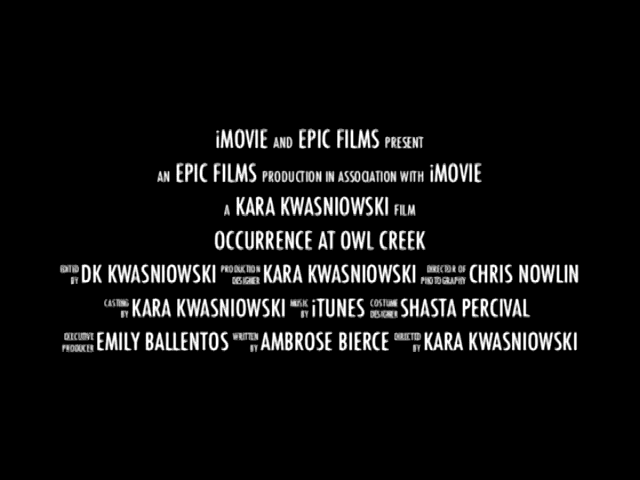 iMOVIE AND EPIC FILMS PRESENT
AN EPIC FILMS PRODUCTION IN ASSOCIATION WITH iMOVIE
A KARA KWASNIOWSKI FILM
OCCURRENCE AT OWL CREEK
EDITED BY DK KWASNIOWSKI PRODUCTION DESIGNER KARA KWASNIOWSKI DIRECTOR OF PHOTOGRAPHY CHRIS NOWLIN
CASTING BY KARA KWASNIOWSKI MUSIC BY iTUNES COSTUME DESIGNER SHASTA PERCIVAL
EXECUTIVE PRODUCER EMILY BALLENTOS WRITTEN BY AMBROSE BIERCE DIRECTED BY KARA KWASNIOWSKI